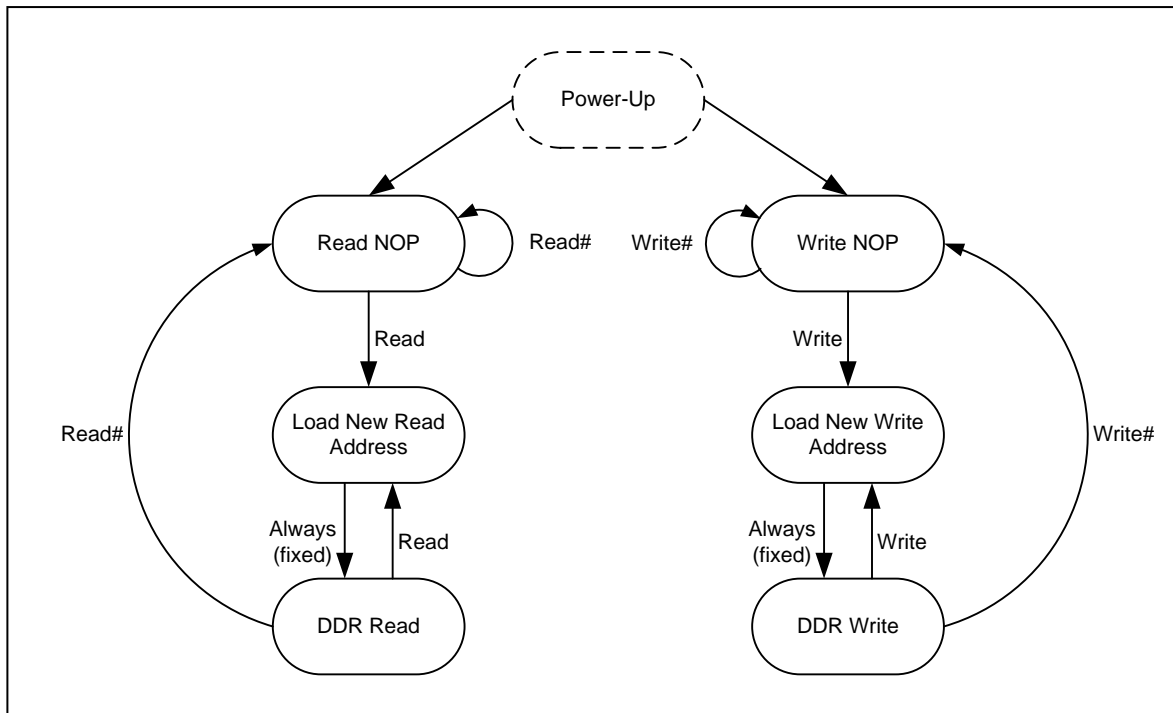 Power-Up
Read NOP
Read#
Write#
Write NOP
Read
Write
Load New Read
Address
Load New Write
Address
Read#
Write#
Always
(fixed)
Read
Always
(fixed)
Write
DDR Read
DDR Write